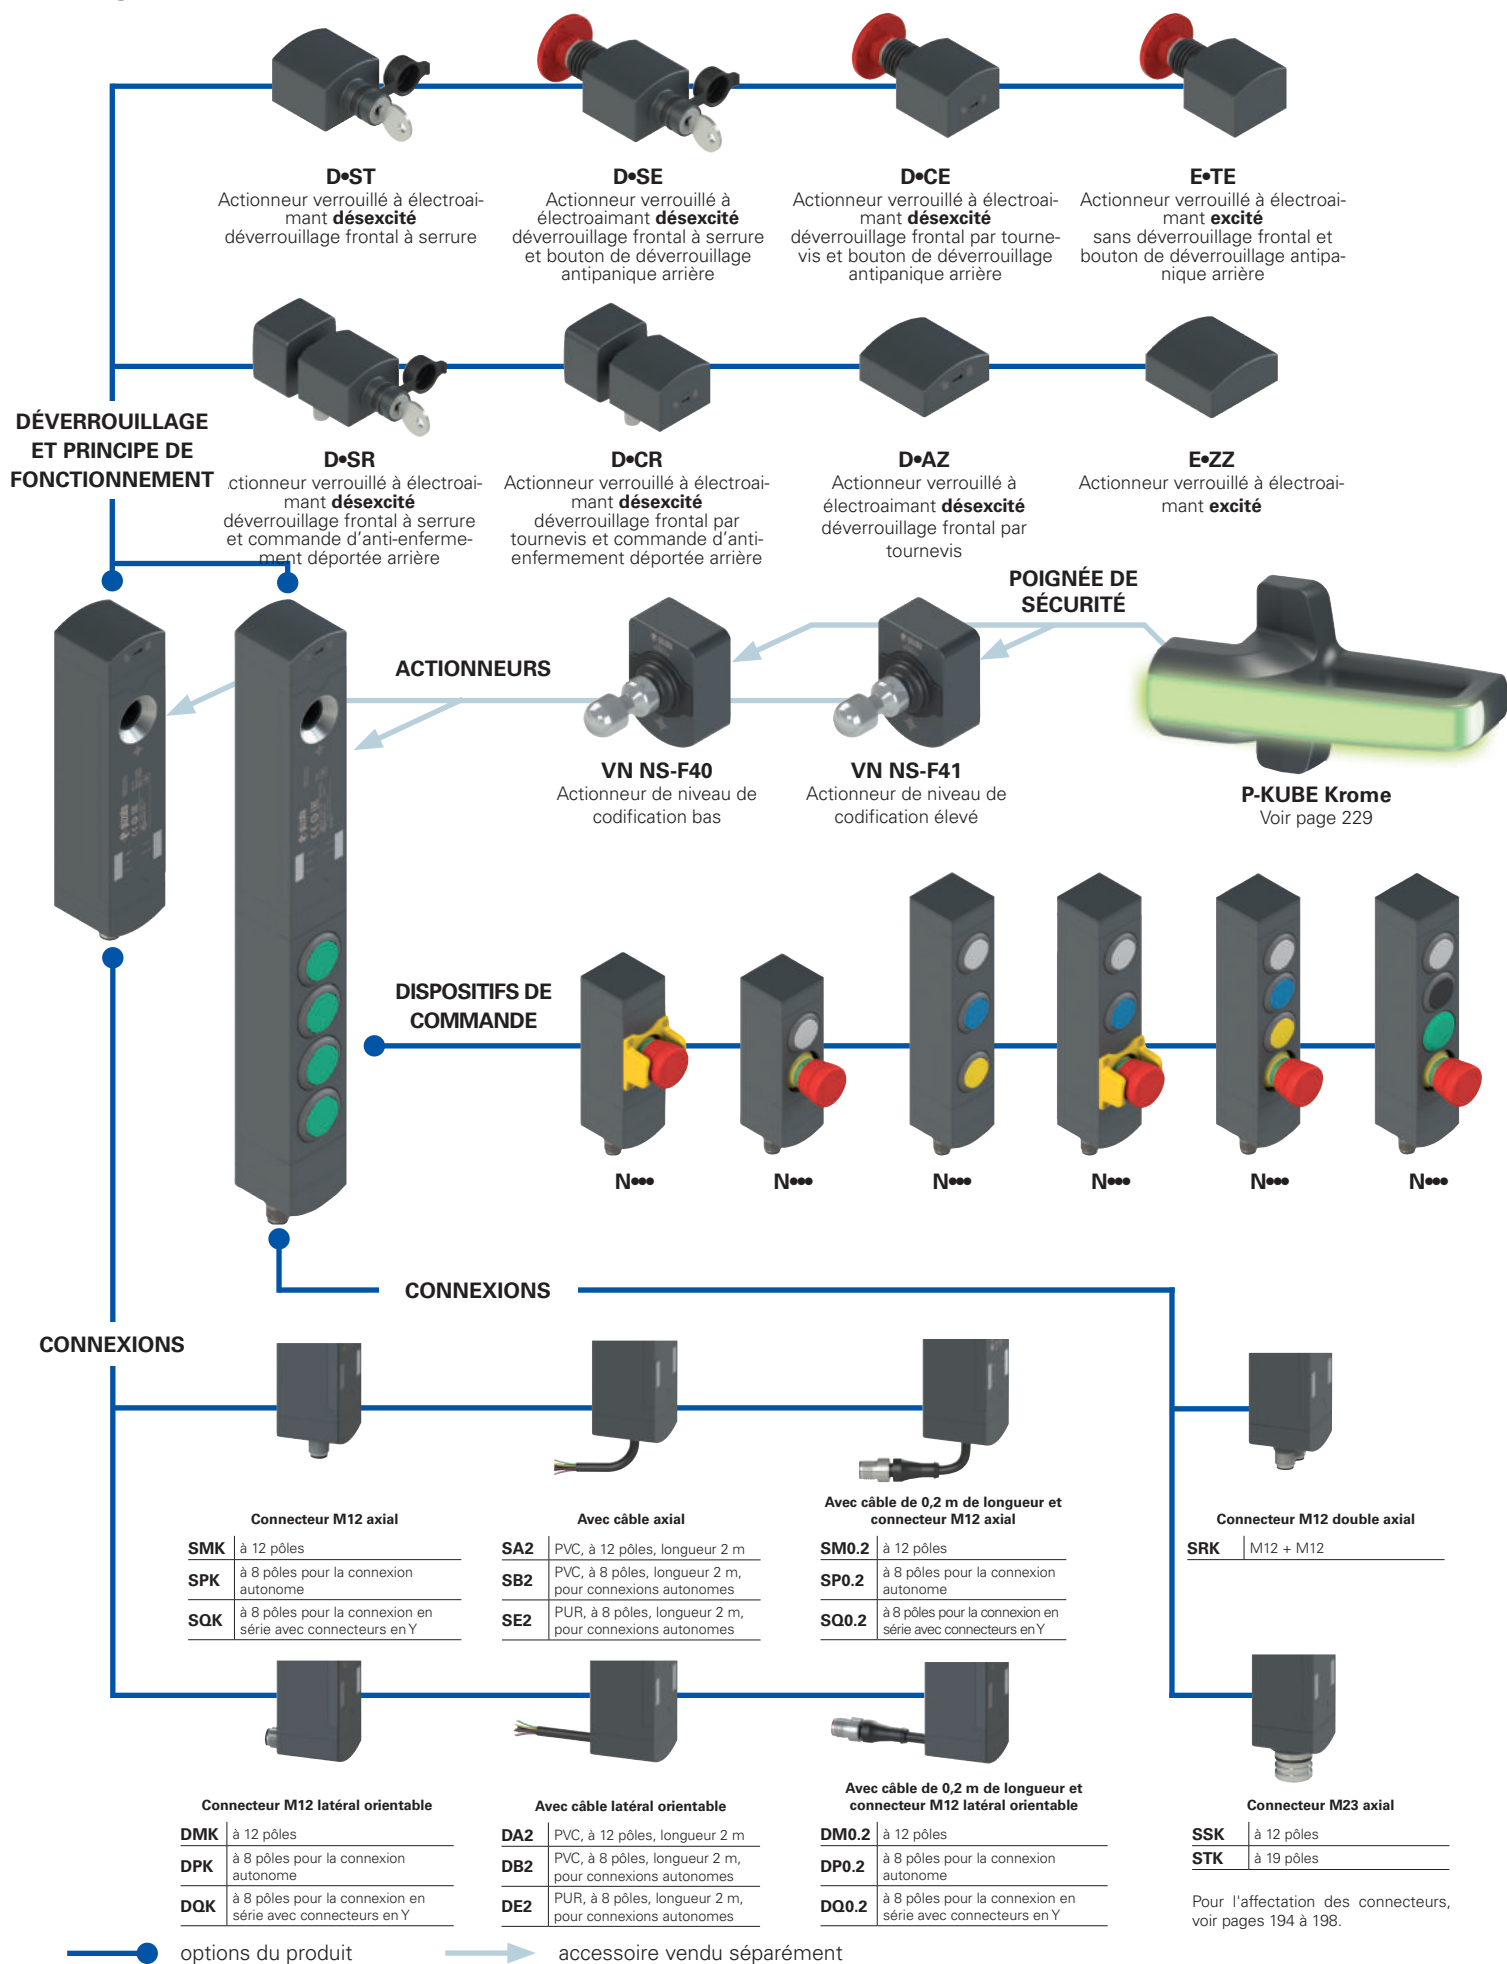 D•ST
Actionneur verrouillé à électroai-
mant désexcité
déverrouillage frontal à serrure
D•SE
Actionneur verrouillé à
électroaimant désexcité
déverrouillage frontal à serrure
et bouton de déverrouillage
antipanique arrière
D•CE
Actionneur verrouillé à électroai-
mant désexcité
déverrouillage frontal par tourne-
vis et bouton de déverrouillage
antipanique arrière
E•TE
Actionneur verrouillé à électroai-
mant excité
sans déverrouillage frontal et
bouton de déverrouillage antipa-
nique arrière
DÉVERROUILLAGE
ET PRINCIPE DE
FONCTIONNEMENT
D•SR
ctionneur verrouillé à électroai-
mant désexcité
déverrouillage frontal à serrure
et commande d'anti-enferme-
ment déportée arrière
D•CR
Actionneur verrouillé à électroai-
mant désexcité
déverrouillage frontal par
tournevis et commande d'anti-
enfermement déportée arrière
D•AZ
Actionneur verrouillé à
électroaimant désexcité
déverrouillage frontal par
tournevis
E•ZZ
Actionneur verrouillé à électroai-
mant excité
POIGNÉE DE
SÉCURITÉ
ACTIONNEURS
VN NS-F40
Actionneur de niveau de
codification bas
VN NS-F41
Actionneur de niveau de
codification élevé
P-KUBE Krome
Voir page 229
DISPOSITIFS DE
COMMANDE
N•••
N•••
N•••
N•••
N•••
N•••
CONNEXIONS
CONNEXIONS
Connecteur M12 axial
SMK à 12 pôles
SPK à 8 pôles pour la connexion
autonome
SQK à 8 pôles pour la connexion en
série avec connecteurs en Y
Avec câble axial
SA2 PVC, à 12 pôles, longueur 2 m
SB2 PVC, à 8 pôles, longueur 2 m,
pour connexions autonomes
SE2 PUR, à 8 pôles, longueur 2 m,
pour connexions autonomes
Avec câble de 0,2 m de longueur et
connecteur M12 axial
SM0.2 à 12 pôles
SP0.2 à 8 pôles pour la connexion
autonome
SQ0.2 à 8 pôles pour la connexion en
série avec connecteurs en Y
Connecteur M12 double axial
SRK M12 + M12
Connecteur M12 latéral orientable
DMK à 12 pôles
DPK à 8 pôles pour la connexion
autonome
DQK à 8 pôles pour la connexion en
série avec connecteurs en Y
Avec câble latéral orientable
DA2 PVC, à 12 pôles, longueur 2 m
DB2 PVC, à 8 pôles, longueur 2 m,
pour connexions autonomes
DE2 PUR, à 8 pôles, longueur 2 m,
pour connexions autonomes
Avec câble de 0,2 m de longueur et
connecteur M12 latéral orientable
DM0.2 à 12 pôles
DP0.2 à 8 pôles pour la connexion
autonome
DQ0.2 à 8 pôles pour la connexion en
série avec connecteurs en Y
Connecteur M23 axial
SSK à 12 pôles
STK à 19 pôles
Pour l'affectation des connecteurs,
voir pages 194 à 198.
options du produit
accessoire vendu séparément